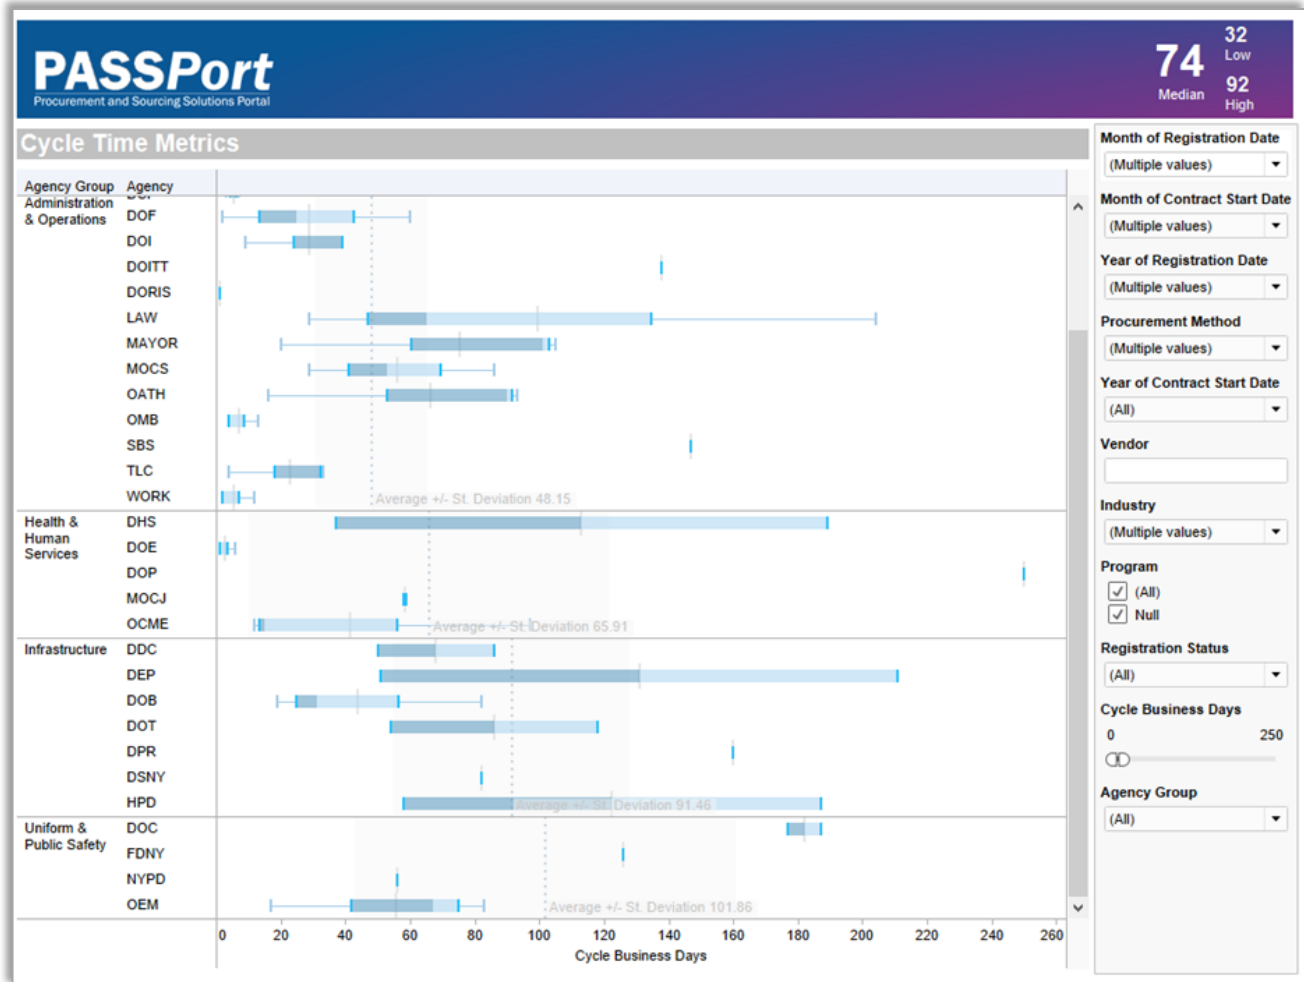 PASSPort
Procurement and Sourcing Solutions Portal
74
Median
32
Low
92
High
Cycle Time Metrics
Agency Group Agency
Administration & Operations
DOF
DOI
DOITT
DORIS
LAW
MAYOR
MOCS
OATH
OMB
SBS
TLC
WORK
Average +/- St. Deviation 48.15
Health & Human Services
DHS
DOE
DOP
MOCJ
OCME
Average +/- St. Deviation 65.91
Infrastructure
DDC
DEP
DOB
DOT
DPR
DSNY
HPD
Average +/- St. Deviation 91.46
Uniform & Public Safety
DOC
FDNY
NYPD
OEM
Average +/- St. Deviation 101.86
0 20 40 60 80 100 120 140 160 180 200 220 240 260
Cycle Business Days
Month of Registration Date
(Multiple values)
Month of Contract Start Date
(Multiple values)
Year of Registration Date
(Multiple values)
Procurement Method
(Multiple values)
Year of Contract Start Date
(All)
Vendor
Industry
(Multiple values)
Program
(All)
Null
Registration Status
(All)
Cycle Business Days
0 250
Agency Group
(All)